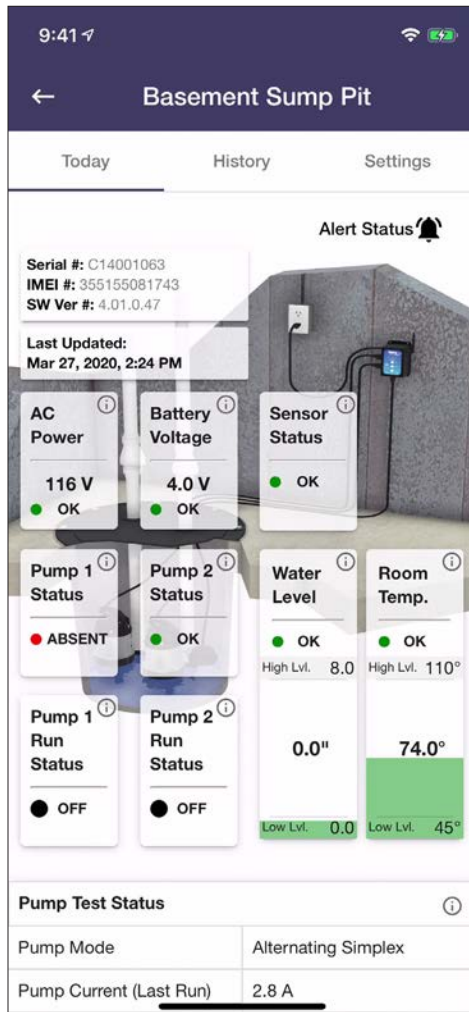 9:41
Basement Sump Pit
Today History Settings
Alert Status
Serial #: C14001063
IMEI #: 355155081743
SW Ver #: 4.01.0.47
Last Updated:
Mar 27, 2020, 2:24 PM
AC Power
116 V
OK
Battery Voltage
4.0 V
OK
Sensor Status
OK
Pump 1 Status
ABSENT
Pump 2 Status
OK
Water Level
OK
High Lvl. 8.0
0.0"
Low Lvl. 0.0
Room Temp.
OK
High Lvl. 110°
74.0°
Low Lvl. 45°
Pump 1 Run Status
OFF
Pump 2 Run Status
OFF
Pump Test Status
Pump Mode Alternating Simplex
Pump Current (Last Run) 2.8 A